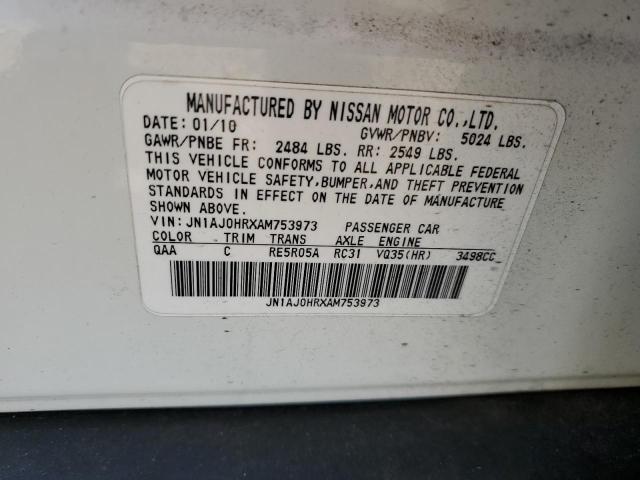 MANUFACTURED BY NISSAN MOTOR CO.,LTD.
DATE: 01/10 GVWR/PNBV: 5024 LBS.
GAWR/PNBE FR: 2484 LBS. RR: 2549 LBS.
THIS VEHICLE CONFORMS TO ALL APPLICABLE FEDERAL
MOTOR VEHICLE SAFETY,BUMPER,AND THEFT PREVENTION
STANDARDS IN EFFECT ON THE DATE OF MANUFACTURE
SHOWN ABOVE.
VIN: JN1AJ0HRXAM753973 PASSENGER CAR
COLOR TRIM TRANS AXLE ENGINE
QAA C RE5R05A RC31 VQ35(HR) 3498CC
JN1AJ0HRXAM753973